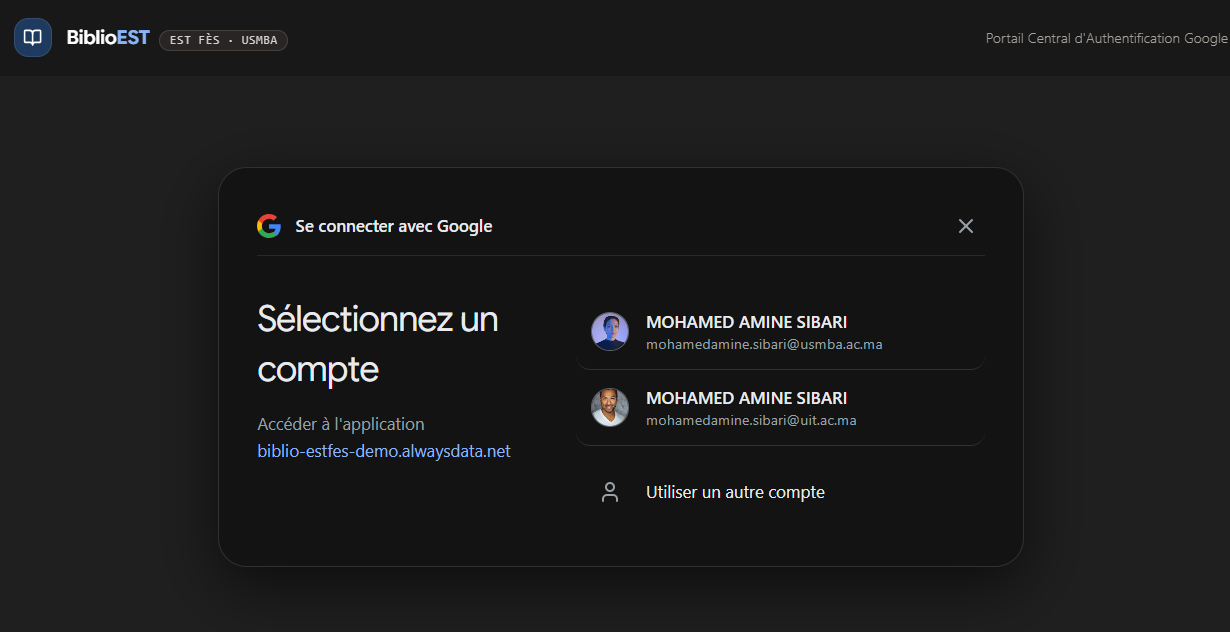 BiblioEST EST FÈS · USMBA
Portail Central d'Authentification Google
Se connecter avec Google
Sélectionnez un
compte
Accéder à l'application
biblio-estfes-demo.alwaysdata.net
MOHAMED AMINE SIBARI
mohamedamine.sibari@usmba.ac.ma
MOHAMED AMINE SIBARI
mohamedamine.sibari@uit.ac.ma
Utiliser un autre compte